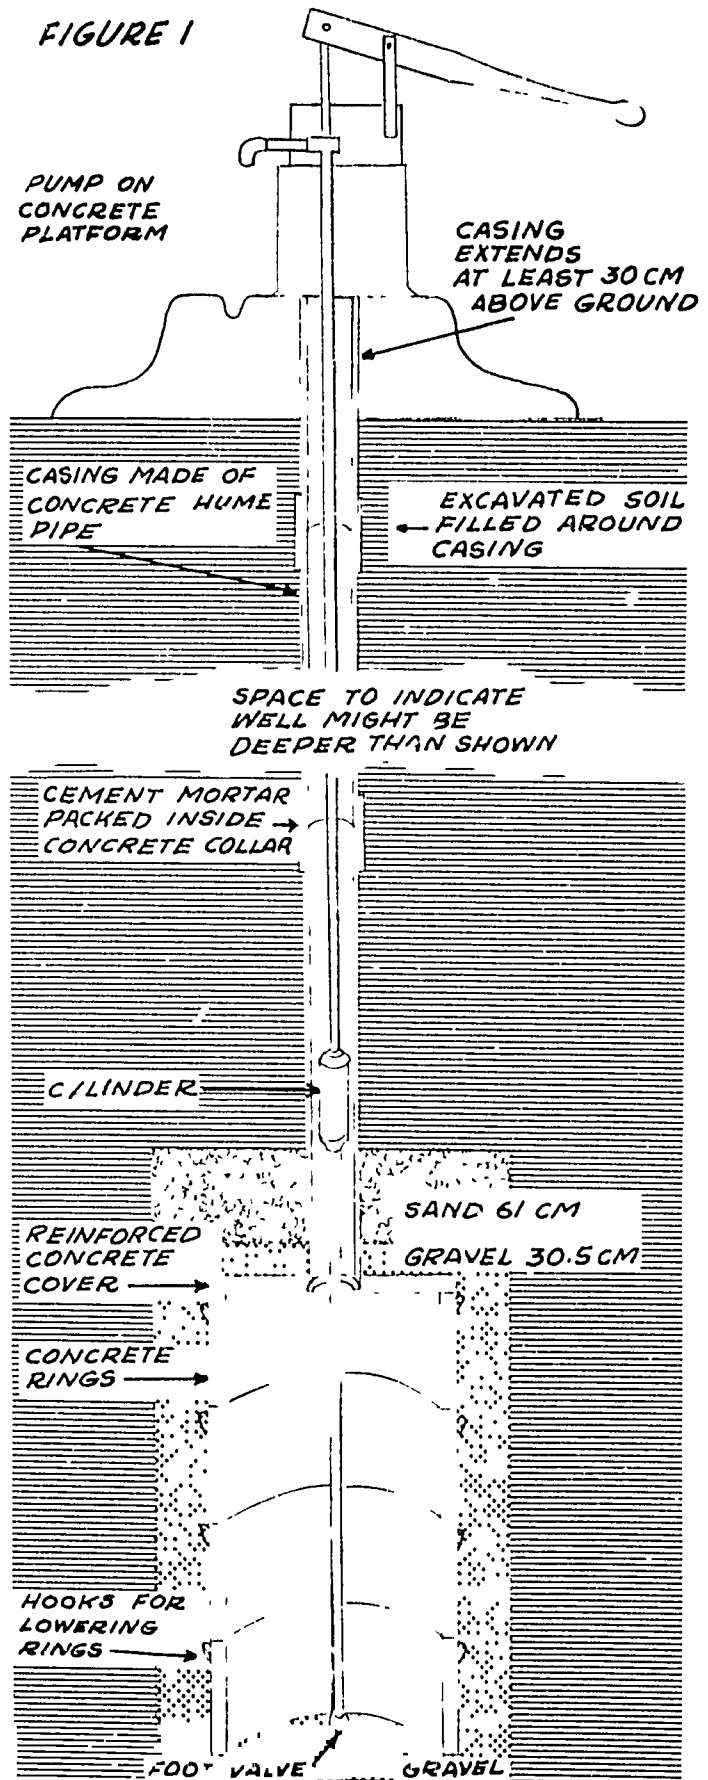 FIGURE 1
PUMP ON
CONCRETE
PLATFORM
CASING
EXTENDS
AT LEAST 30 CM
ABOVE GROUND
CASING MADE OF
CONCRETE HUME
PIPE
EXCAVATED SOIL
FILLED AROUND
CASING
SPACE TO INDICATE
WELL MIGHT BE
DEEPER THAN SHOWN
CEMENT MORTAR
PACKED INSIDE
CONCRETE COLLAR
CYLINDER
SAND 61 CM
GRAVEL 30.5 CM
REINFORCED
CONCRETE
COVER
CONCRETE
RINGS
HOOKS FOR
LOWERING
RINGS
FOOT VALVE
GRAVEL